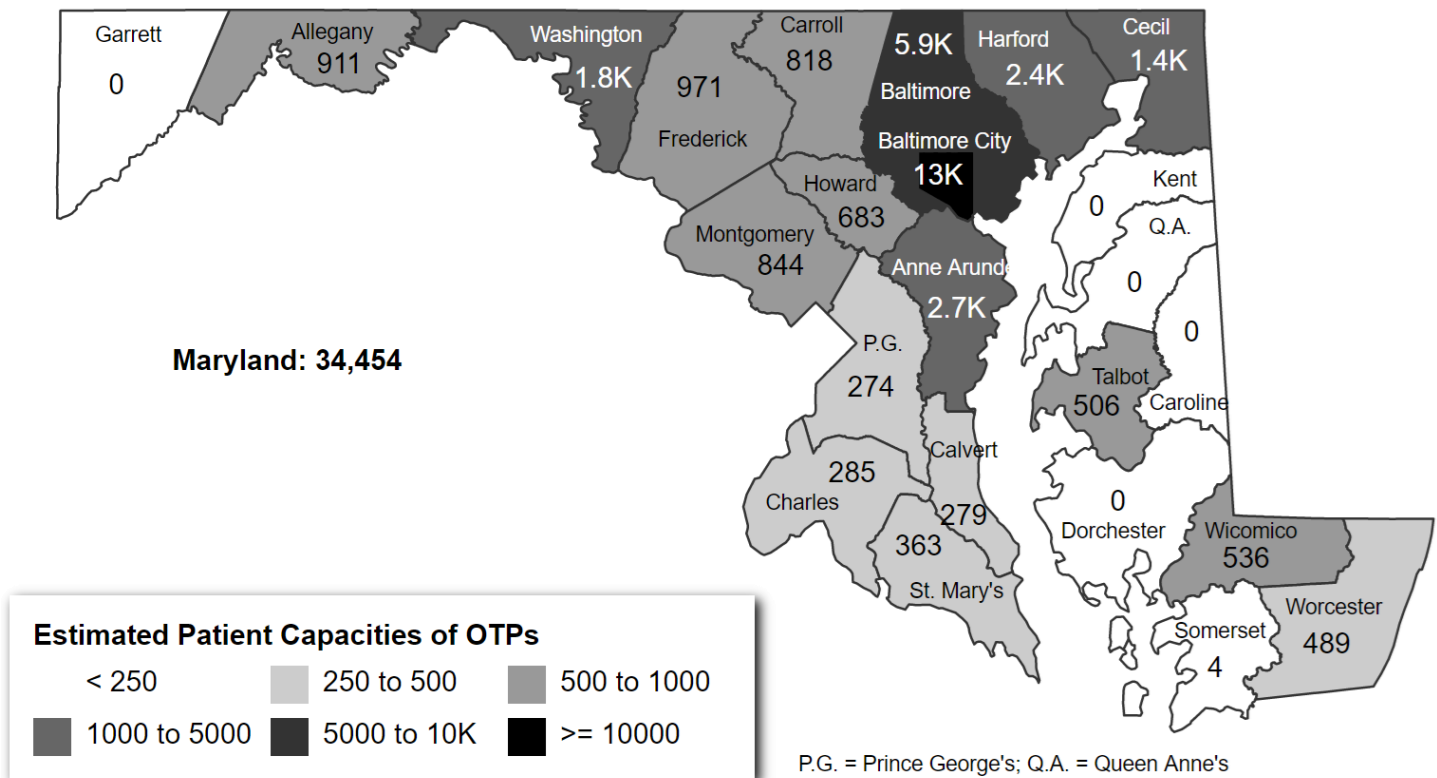 Garrett
0
Allegany
911
Washington
1.8K
Carroll
818
971
Frederick
5.9K
Baltimore
Harford
2.4K
Cecil
1.4K
Baltimore City
13K
Howard
683
Montgomery
844
Anne Arunde
2.7K
Kent
0
Q.A.
0
0
Caroline
Talbot
506
Maryland: 34,454
P.G.
274
Calvert
279
285
Charles
363
St. Mary's
0
Dorchester
Wicomico
536
Worcester
489
Somerset
4
Estimated Patient Capacities of OTPs
< 250
250 to 500
500 to 1000
1000 to 5000
5000 to 10K
>= 10000
P.G. = Prince George's; Q.A. = Queen Anne's